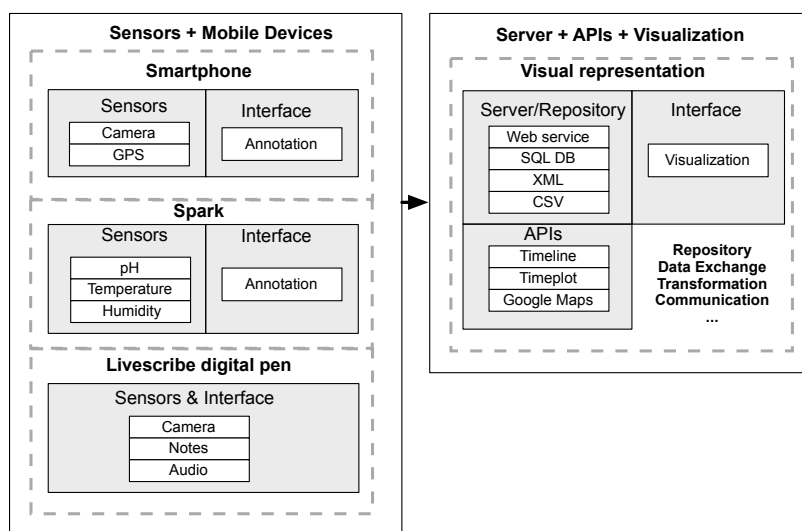 Sensors + Mobile Devices
Smartphone
Sensors
Camera
GPS
Interface
Annotation
Spark
Sensors
pH
Temperature
Humidity
Interface
Annotation
Livescribe digital pen
Sensors & Interface
Camera
Notes
Audio
Server + APIs + Visualization
Visual representation
Server/Repository
Web service
SQL DB
XML
CSV
Interface
Visualization
APIs
Timeline
Timeplot
Google Maps
Repository
Data Exchange
Transformation
Communication
...